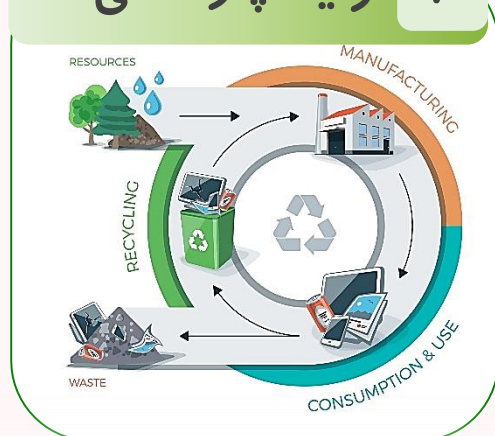 RESOURCES
MANUFACTURING
RECYCLING
WASTE
CONSUMPTION & USE